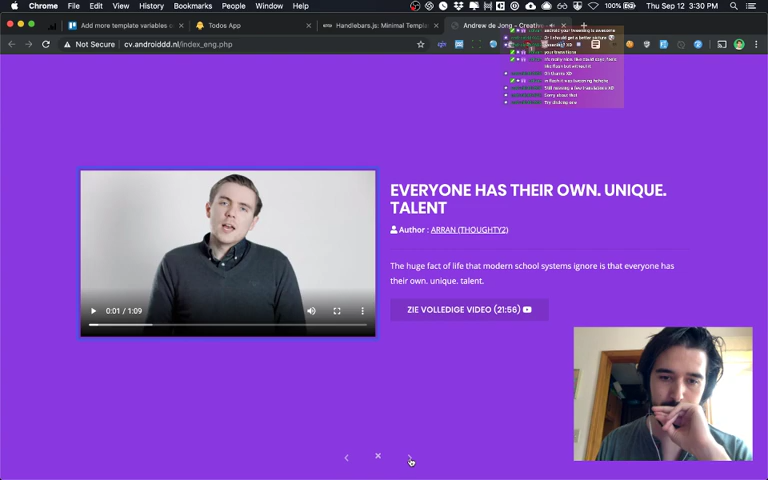 Chrome File Edit View History Bookmarks People Window Help 100% Thu Sep 12 3:30 PM
Add more template variables Todos App Handlebars.js: Minimal Templ Andrew de Jong - Creative
Not Secure cv.androiddd.nl/index_eng.php
EVERYONE HAS THEIR OWN. UNIQUE.
TALENT
Author : ARRAN (THOUGHTY2)
The huge fact of life that modern school systems ignore is that everyone has
their own. unique. talent.
0:01 / 1:09
ZIE VOLLEDIGE VIDEO (21:56)